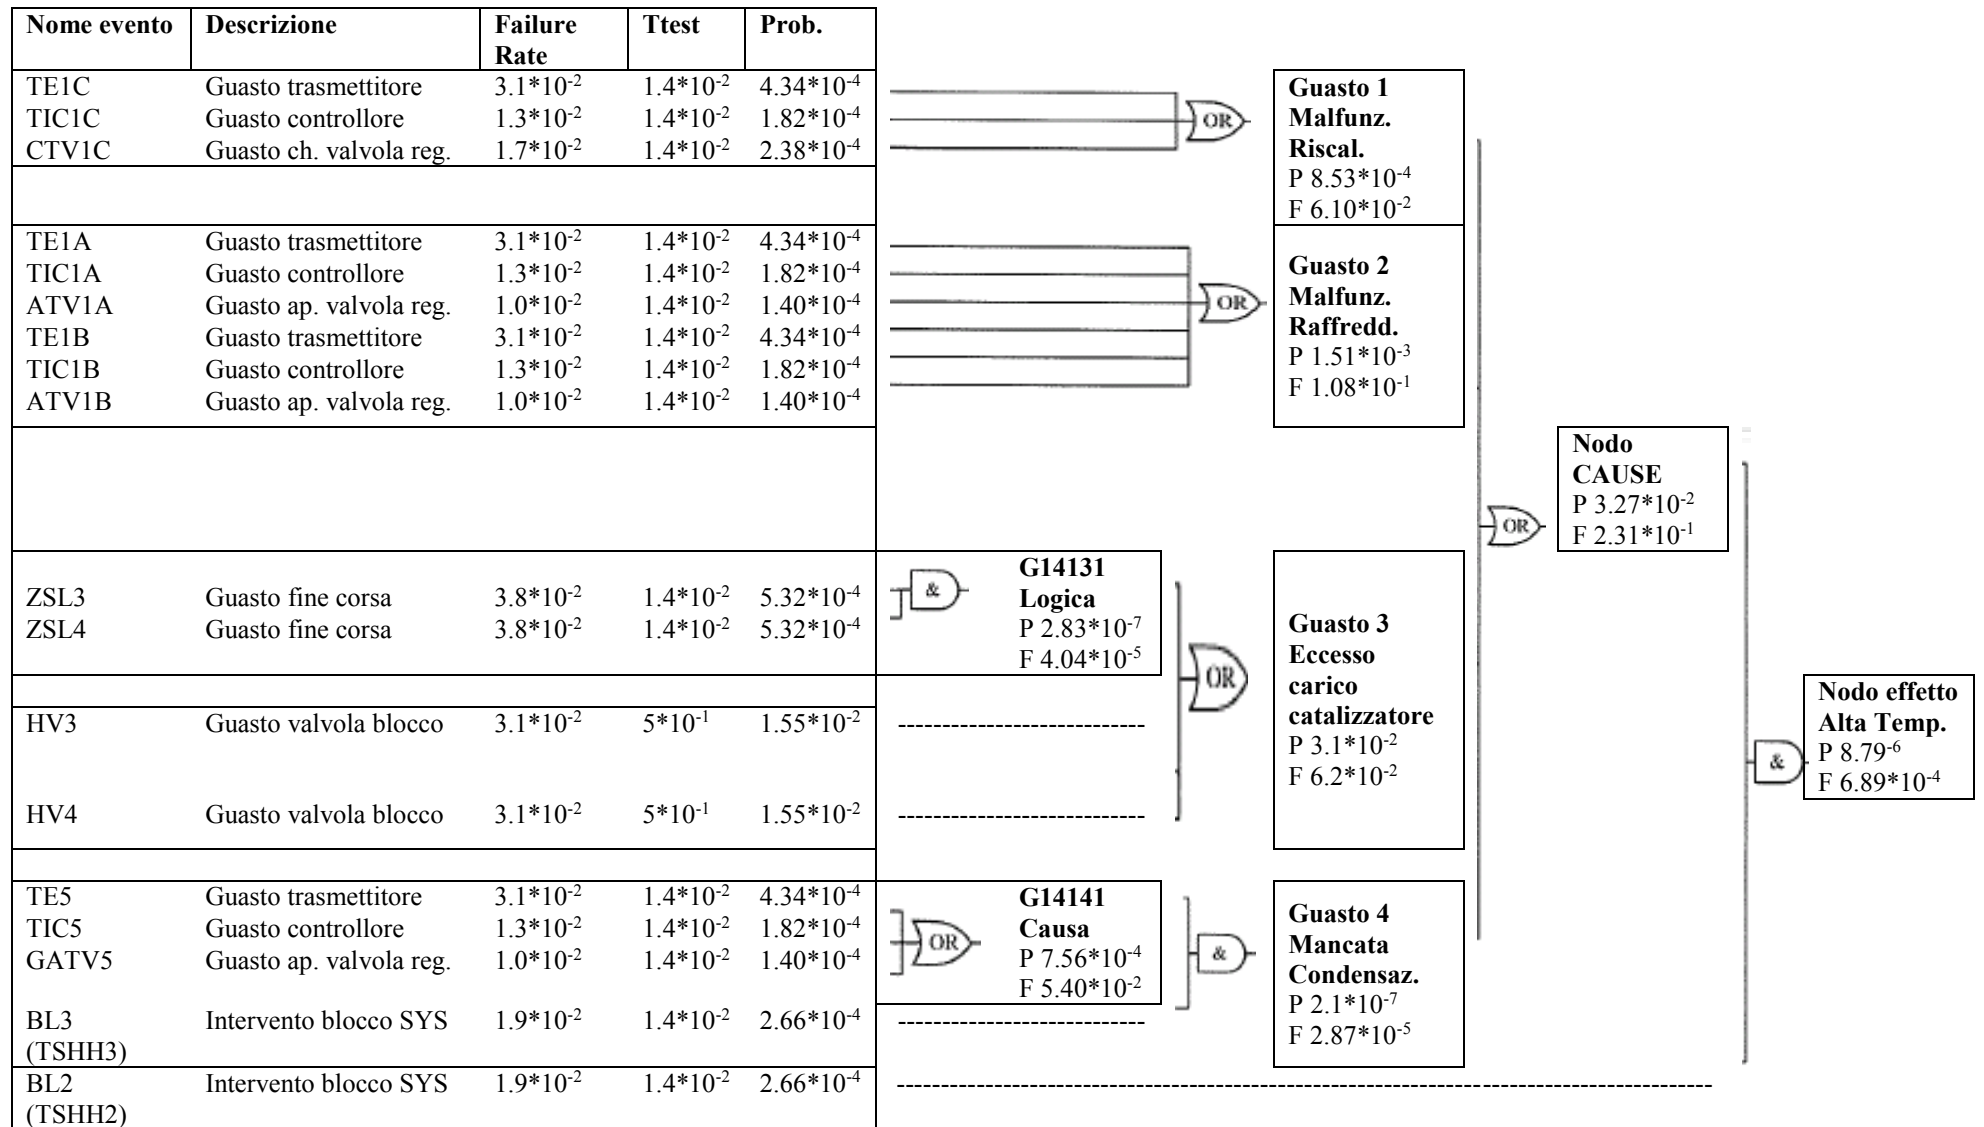 Nome evento Descrizione Failure Rate Ttest Prob.
TE1C Guasto trasmettitore 3.1*10-2 1.4*10-2 4.34*10-4
TIC1C Guasto controllore 1.3*10-2 1.4*10-2 1.82*10-4
CTV1C Guasto ch. valvola reg. 1.7*10-2 1.4*10-2 2.38*10-4
OR
Guasto 1
Malfunz.
Riscal.
P 8.53*10-4
F 6.10*10-2
TE1A Guasto trasmettitore 3.1*10-2 1.4*10-2 4.34*10-4
TIC1A Guasto controllore 1.3*10-2 1.4*10-2 1.82*10-4
ATV1A Guasto ap. valvola reg. 1.0*10-2 1.4*10-2 1.40*10-4
TE1B Guasto trasmettitore 3.1*10-2 1.4*10-2 4.34*10-4
TIC1B Guasto controllore 1.3*10-2 1.4*10-2 1.82*10-4
ATV1B Guasto ap. valvola reg. 1.0*10-2 1.4*10-2 1.40*10-4
OR
Guasto 2
Malfunz.
Raffredd.
P 1.51*10-3
F 1.08*10-1
OR
Nodo
CAUSE
P 3.27*10-2
F 2.31*10-1
ZSL3 Guasto fine corsa 3.8*10-2 1.4*10-2 5.32*10-4
ZSL4 Guasto fine corsa 3.8*10-2 1.4*10-2 5.32*10-4
&
G14131
Logica
P 2.83*10-7
F 4.04*10-5
OR
Guasto 3
Eccesso
carico
catalizzatore
P 3.1*10-2
F 6.2*10-2
HV3 Guasto valvola blocco 3.1*10-2 5*10-1 1.55*10-2
HV4 Guasto valvola blocco 3.1*10-2 5*10-1 1.55*10-2
&
Nodo effetto
Alta Temp.
P 8.79-6
F 6.89*10-4
TE5 Guasto trasmettitore 3.1*10-2 1.4*10-2 4.34*10-4
TIC5 Guasto controllore 1.3*10-2 1.4*10-2 1.82*10-4
GATV5 Guasto ap. valvola reg. 1.0*10-2 1.4*10-2 1.40*10-4
OR
G14141
Causa
P 7.56*10-4
F 5.40*10-2
&
Guasto 4
Mancata
Condensaz.
P 2.1*10-7
F 2.87*10-5
BL3 Intervento blocco SYS 1.9*10-2 1.4*10-2 2.66*10-4
(TSHH3)
BL2 Intervento blocco SYS 1.9*10-2 1.4*10-2 2.66*10-4
(TSHH2)